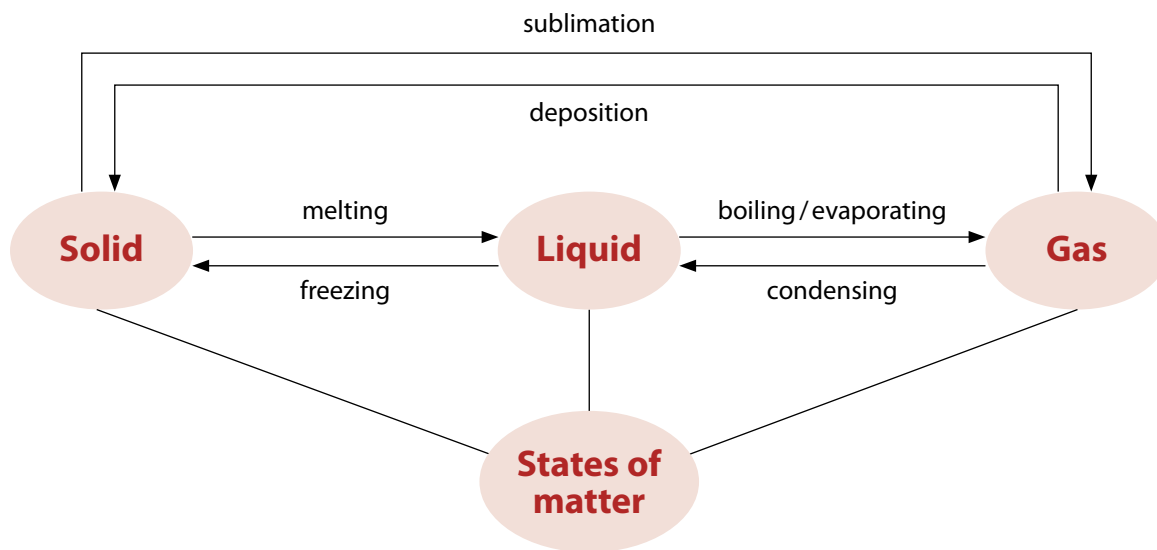 sublimation
deposition
melting
boiling / evaporating
Solid
Liquid
Gas
freezing
condensing
States of
matter